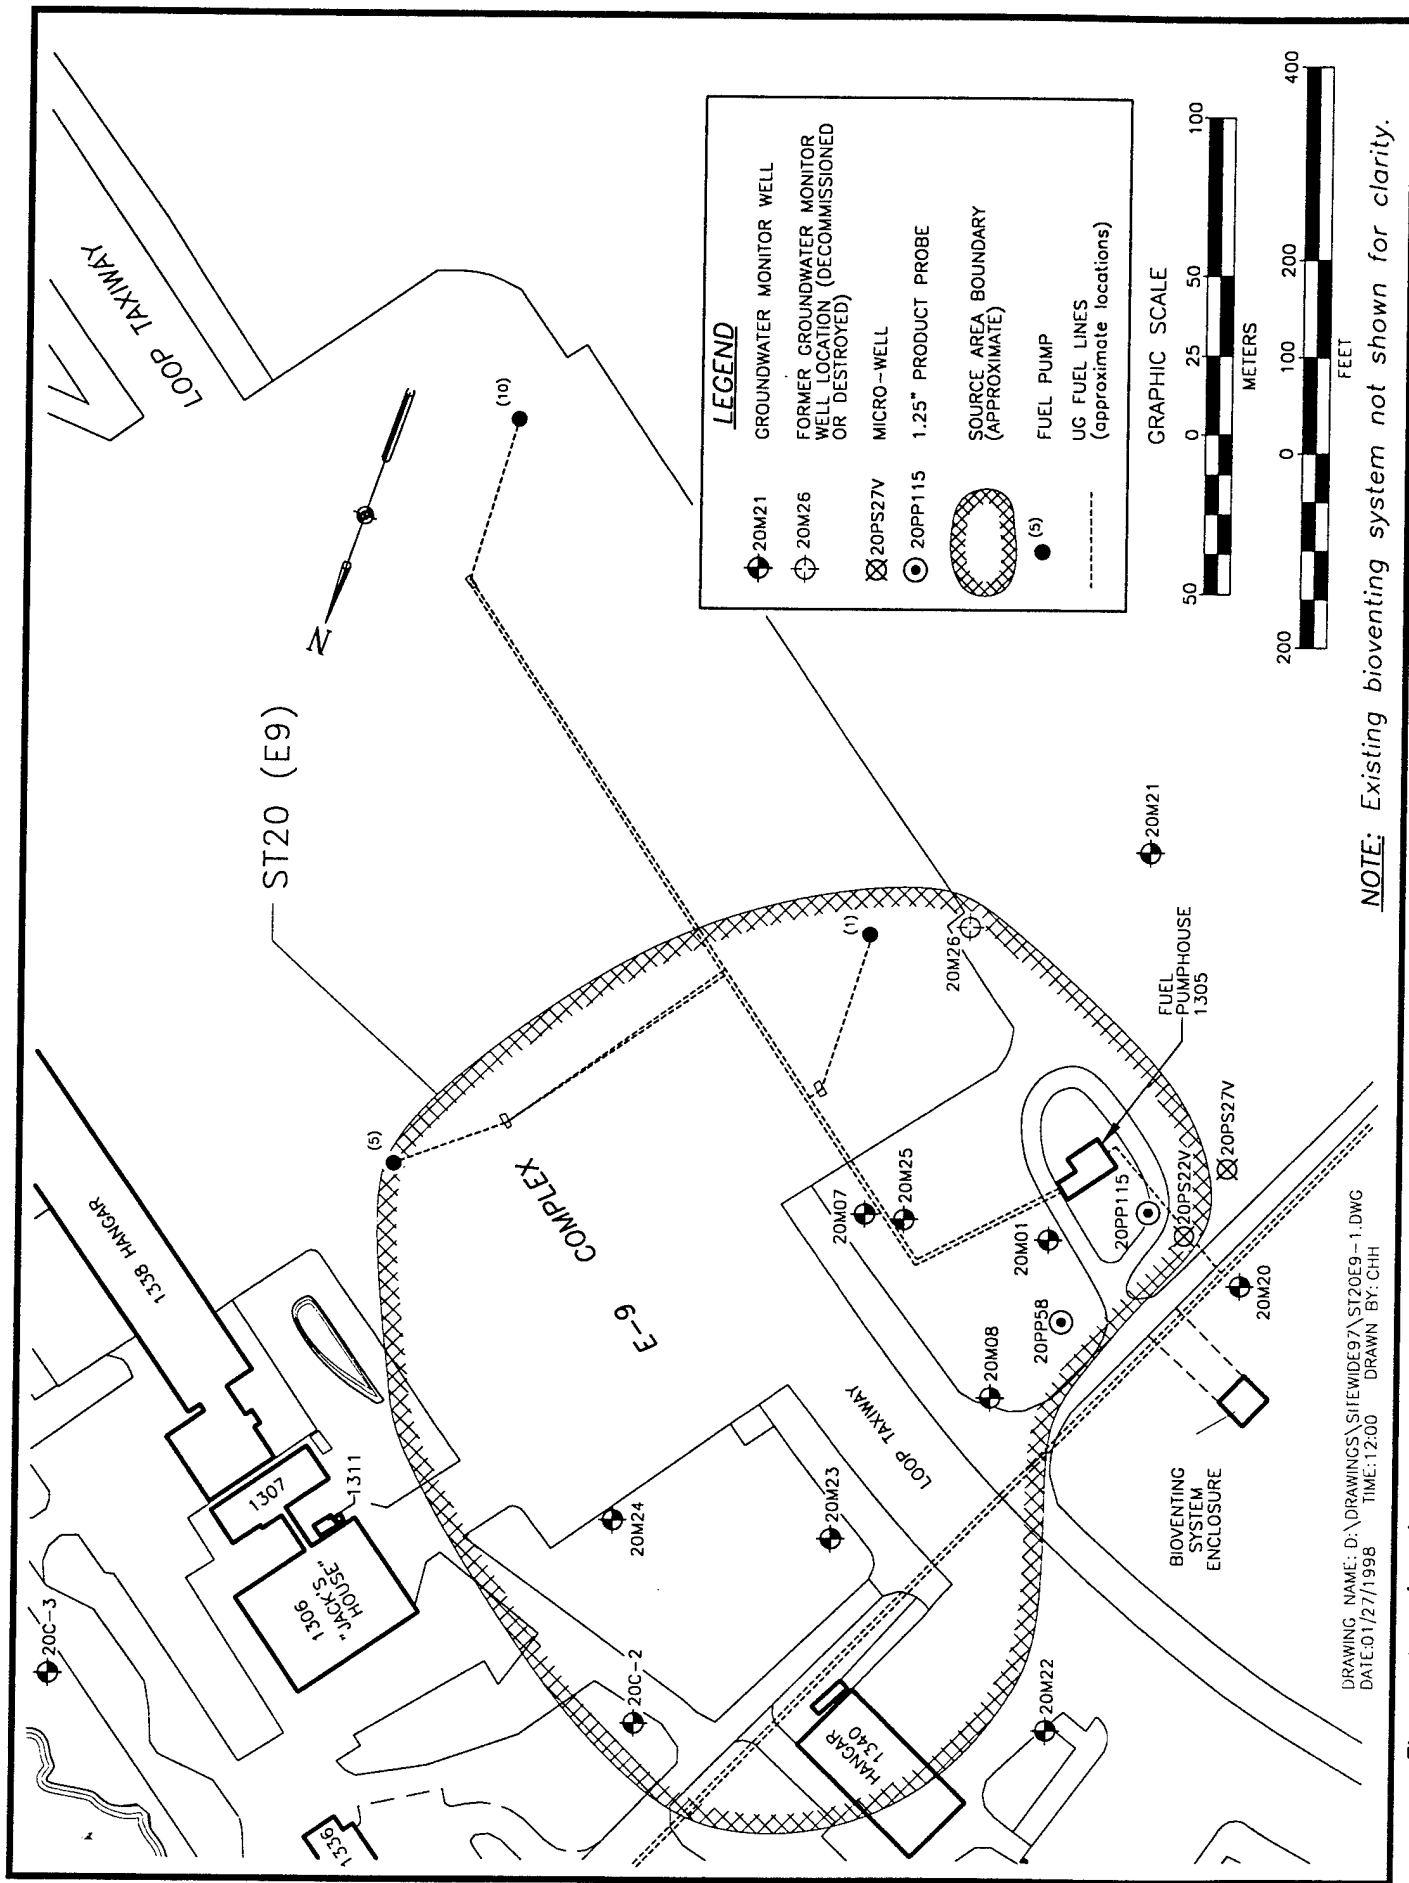 LOOP TAXIWAY
N
ST20 (E9)
(10)
(5)
(1)
1338 HANGAR
1307
1311
1306
"JACK'S
HOUSE"
1336
20C-3
20C-2
E-9 COMPLEX
20M24
20M23
HANGAR
1340
20M22
LOOP TAXIWAY
20M07
20M25
20M01
20M08
20PP58
20PP115
20PS22V
20PS27V
20M20
20M26
20M21
FUEL
PUMPHOUSE
1305
BIOVENTING
SYSTEM
ENCLOSURE
LEGEND
20M21 GROUNDWATER MONITOR WELL
20M26 FORMER GROUNDWATER MONITOR
WELL LOCATION (DECOMMISSIONED
OR DESTROYED)
20PS27V MICRO-WELL
20PP115 1.25" PRODUCT PROBE
SOURCE AREA BOUNDARY
(APPROXIMATE)
(5) FUEL PUMP
UG FUEL LINES
(approximate locations)
GRAPHIC SCALE
50 0 25 50 100
METERS
200 0 100 200 400
FEET
NOTE: Existing bioventing system not shown for clarity.
DRAWING NAME: D:\DRAWINGS\SITEWIDE97\ST20E9-1.DWG
DATE:01/27/1998 TIME:12:00 DRAWN BY: CHH